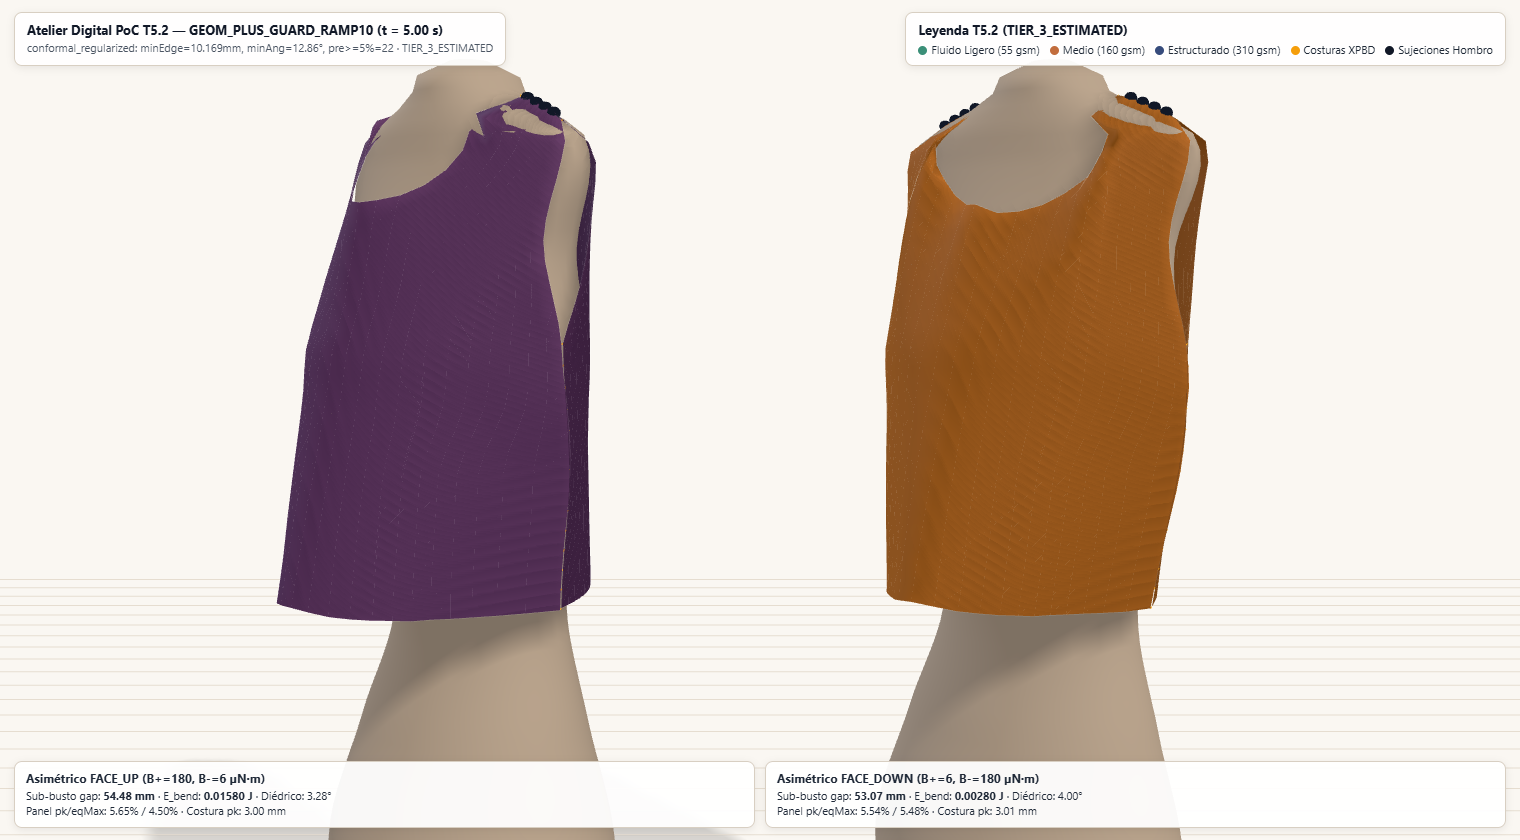 Atelier Digital PoC T5.2 — GEOM_PLUS_GUARD_RAMP10 (t = 5.00 s)
conformal_regularized: minEdge=10.169mm, minAng=12.86°, pre>=5%=22 · TIER_3_ESTIMATED
Leyenda T5.2 (TIER_3_ESTIMATED)
Fluido Ligero (55 gsm) Medio (160 gsm) Estructurado (310 gsm) Costuras XPBD Sujeciones Hombro
Asimétrico FACE_UP (B+=180, B-=6 µN·m)
Sub-busto gap: 54.48 mm · E_bend: 0.01580 J · Diédrico: 3.28°
Panel pk/eqMax: 5.65% / 4.50% · Costura pk: 3.00 mm
Asimétrico FACE_DOWN (B+=6, B-=180 µN·m)
Sub-busto gap: 53.07 mm · E_bend: 0.00280 J · Diédrico: 4.00°
Panel pk/eqMax: 5.54% / 5.48% · Costura pk: 3.01 mm